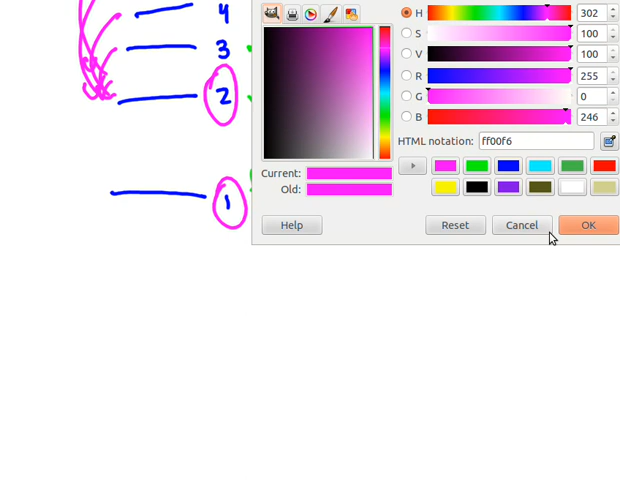 4
3
2
1
H 302
S 100
V 100
R 255
G 0
B 246
HTML notation: ff00f6
Current:
Old:
Help Reset Cancel OK